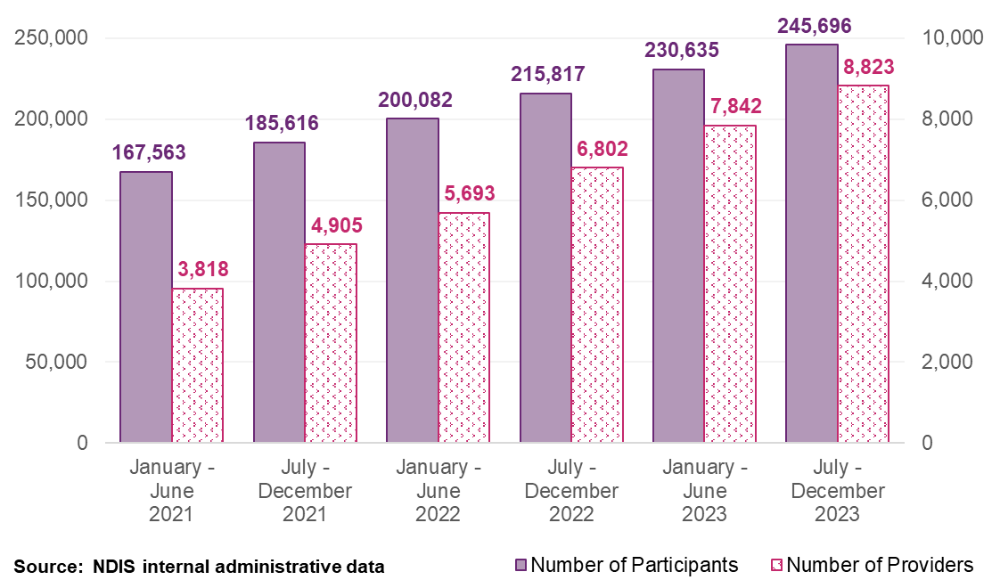 245,696
250,000
10,000
230,635
215,817
8,823
200,082
7,842
200,000
8,000
185,616
167,563
6,802
5,693
150,000
6,000
4,905
3,818
100,000
4,000
50,000
2,000
0
0
January -
June
2021
July -
December
2021
January -
June
2022
July -
December
2022
January -
June
2023
July -
December
2023
Source:  NDIS internal administrative data
Number of Participants
Number of Providers